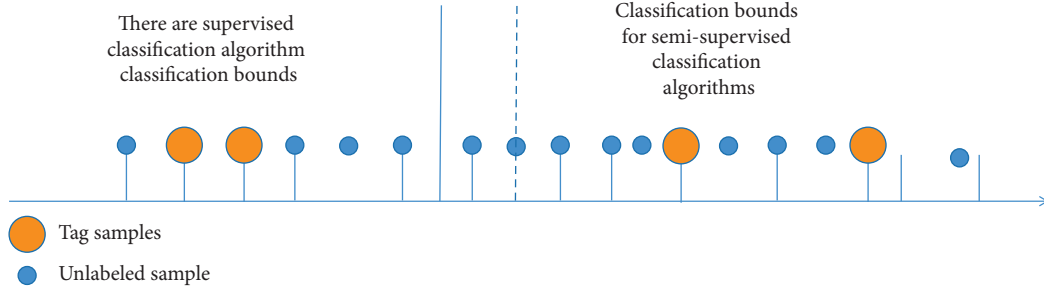 There are supervised
classification algorithm
classification bounds
Classification bounds
for semi-supervised
classification
algorithms
Tag samples
Unlabeled sample